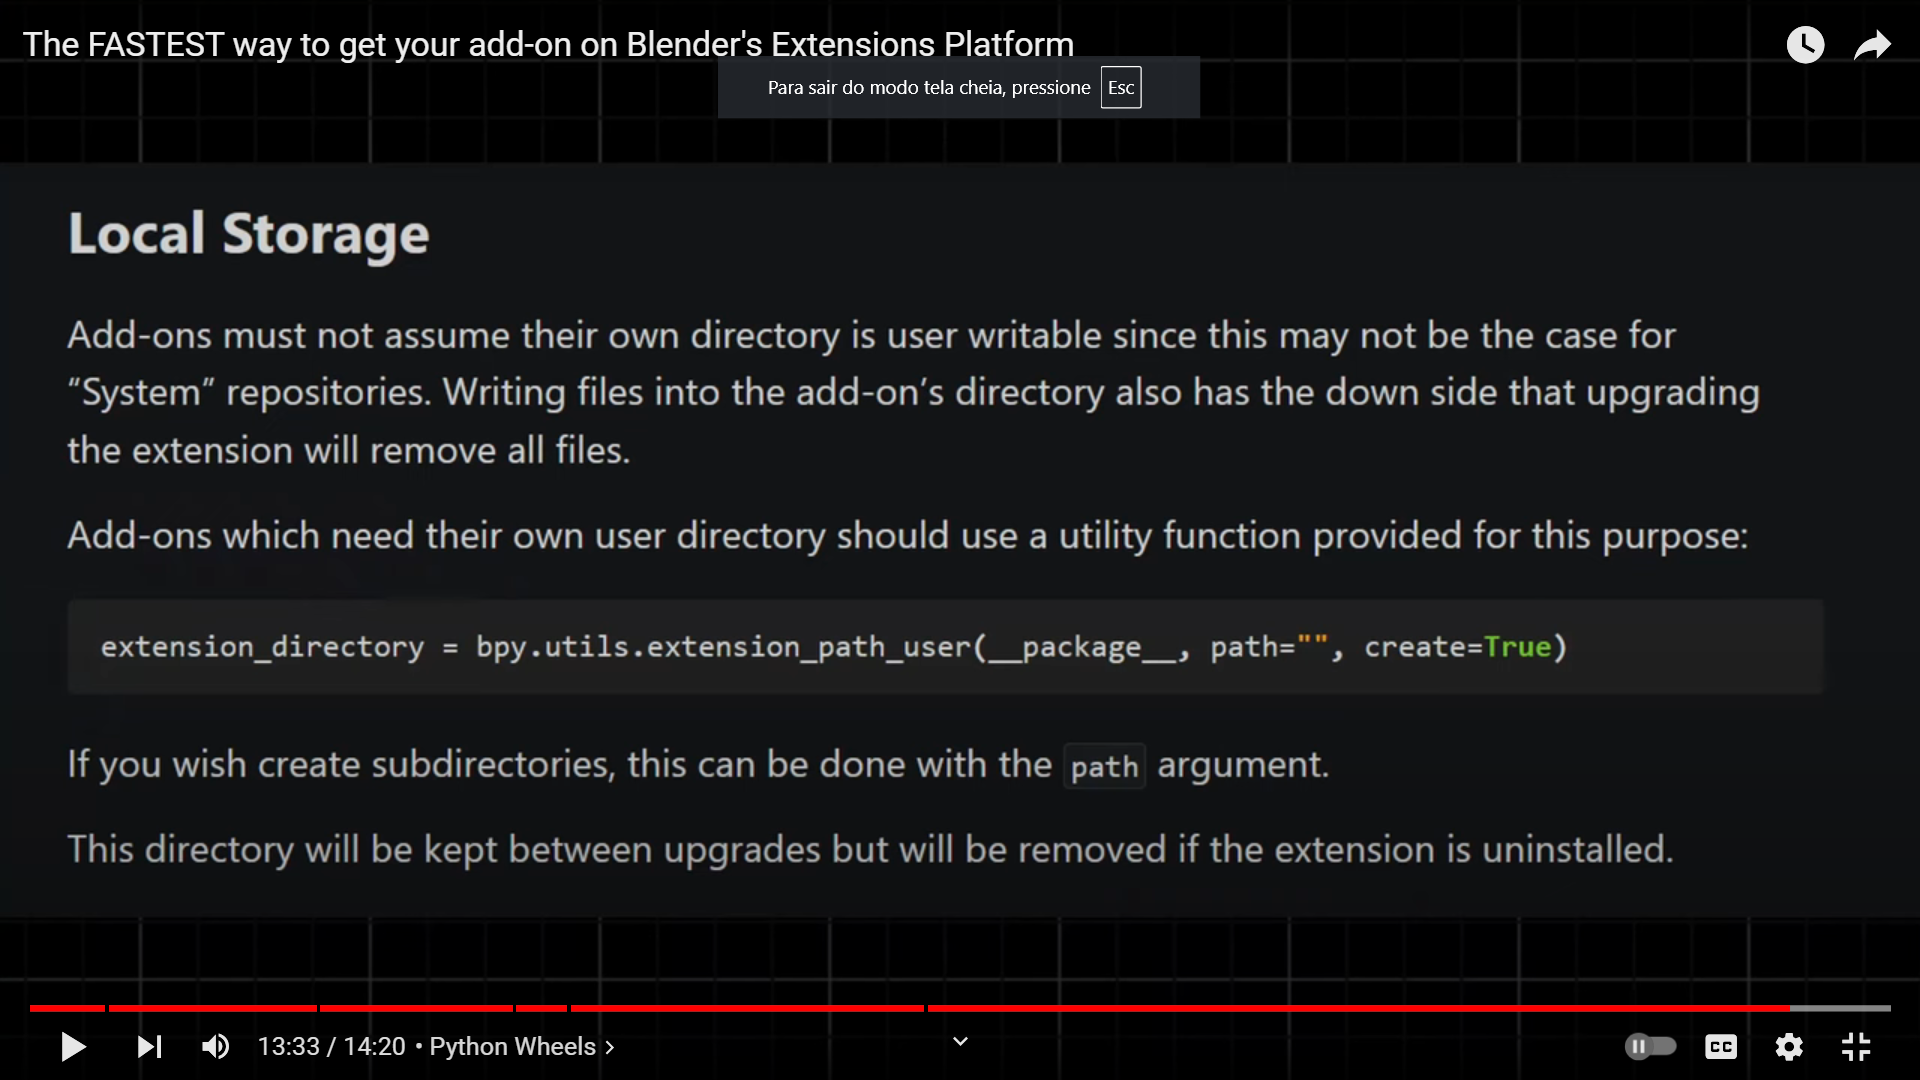 The FASTEST way to get your add-on on Blender's Extensions Platform
Para sair do modo tela cheia, pressione Esc
Local Storage
Add-ons must not assume their own directory is user writable since this may not be the case for
“System” repositories. Writing files into the add-on’s directory also has the down side that upgrading
the extension will remove all files.
Add-ons which need their own user directory should use a utility function provided for this purpose:
extension_directory = bpy.utils.extension_path_user(__package__, path="", create=True)
If you wish create subdirectories, this can be done with the path argument.
This directory will be kept between upgrades but will be removed if the extension is uninstalled.
13:33 / 14:20 • Python Wheels ›
CC